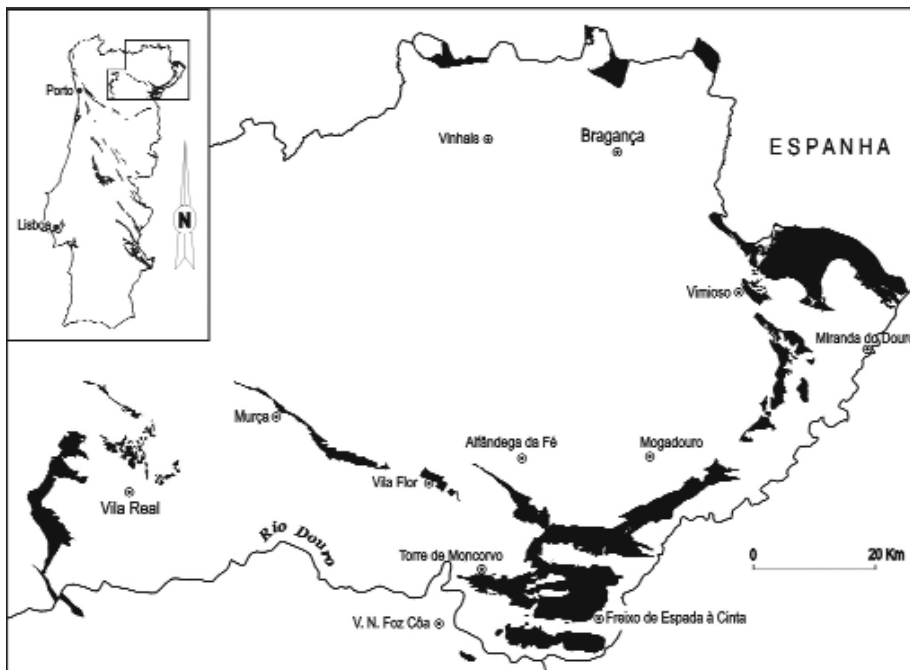 Porto
Lisboa
N
Vinhais
Bragança
ESPANHA
Vimioso
Miranda do Douro
Murça
Alfândega da Fé
Mogadouro
Vila Flor
Vila Real
Rio Douro
Torre de Moncorvo
0 20 Km
V. N. Foz Côa
Freixo de Espada à Cinta